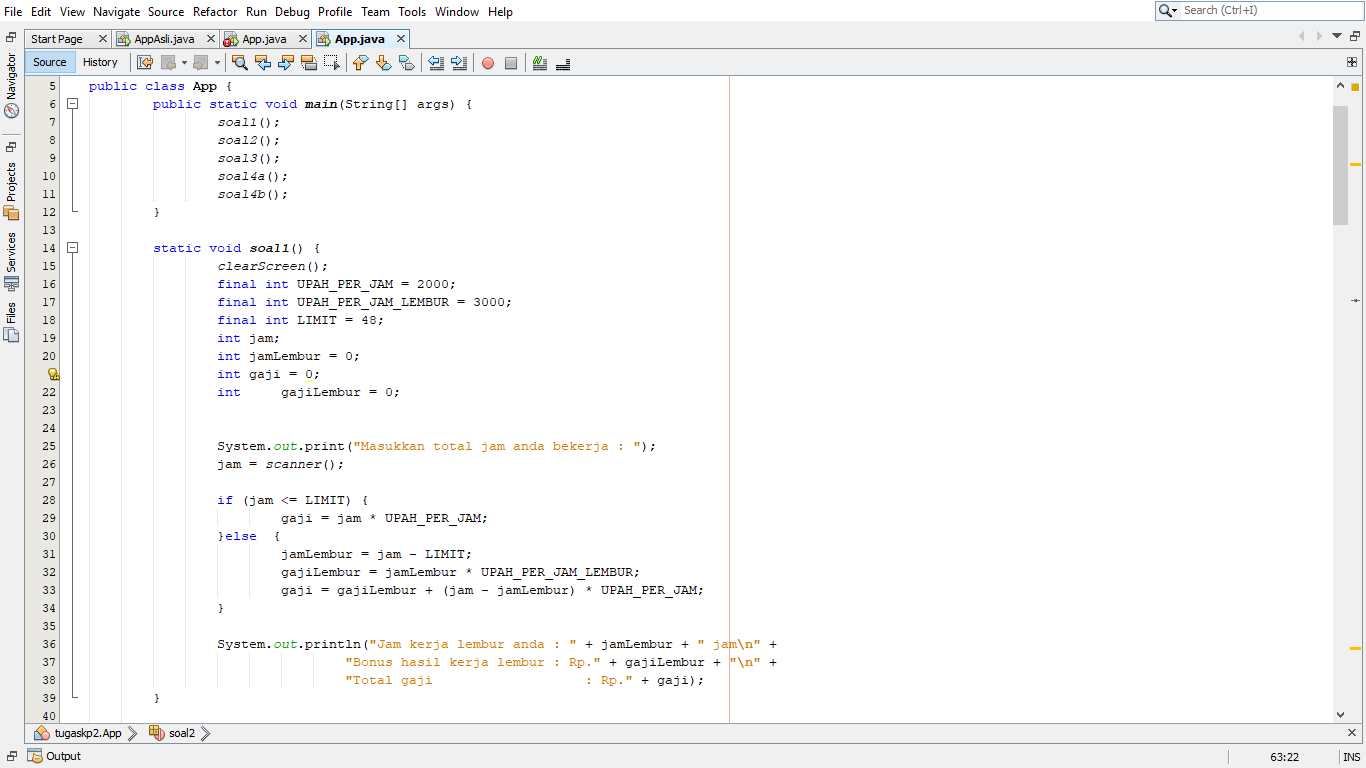 File Edit View Navigate Source Refactor Run Debug Profile Team Tools Window Help
Search (Ctrl+I)
Start Page AppAsli.java App.java App.java
Source History
Navigator
Projects
Services
Files
5 public class App {
6 public static void main(String[] args) {
7 soal1();
8 soal2();
9 soal3();
10 soal4a();
11 soal4b();
12 }
13
14 static void soal1() {
15 clearScreen();
16 final int UPAH_PER_JAM = 2000;
17 final int UPAH_PER_JAM_LEMBUR = 3000;
18 final int LIMIT = 48;
19 int jam;
20 int jamLembur = 0;
int gaji = 0;
22 int     gajiLembur = 0;
23
24
25 System.out.print("Masukkan total jam anda bekerja : ");
26 jam = scanner();
27
28 if (jam <= LIMIT) {
29 gaji = jam * UPAH_PER_JAM;
30 }else  {
31 jamLembur = jam - LIMIT;
32 gajiLembur = jamLembur * UPAH_PER_JAM_LEMBUR;
33 gaji = gajiLembur + (jam - jamLembur) * UPAH_PER_JAM;
34 }
35
36 System.out.println("Jam kerja lembur anda : " + jamLembur + " jam\n" +
37 "Bonus hasil kerja lembur : Rp." + gajiLembur + "\n" +
38 "Total gaji                   : Rp." + gaji);
39 }
40
tugaskp2.App soal2
Output
63:22 INS